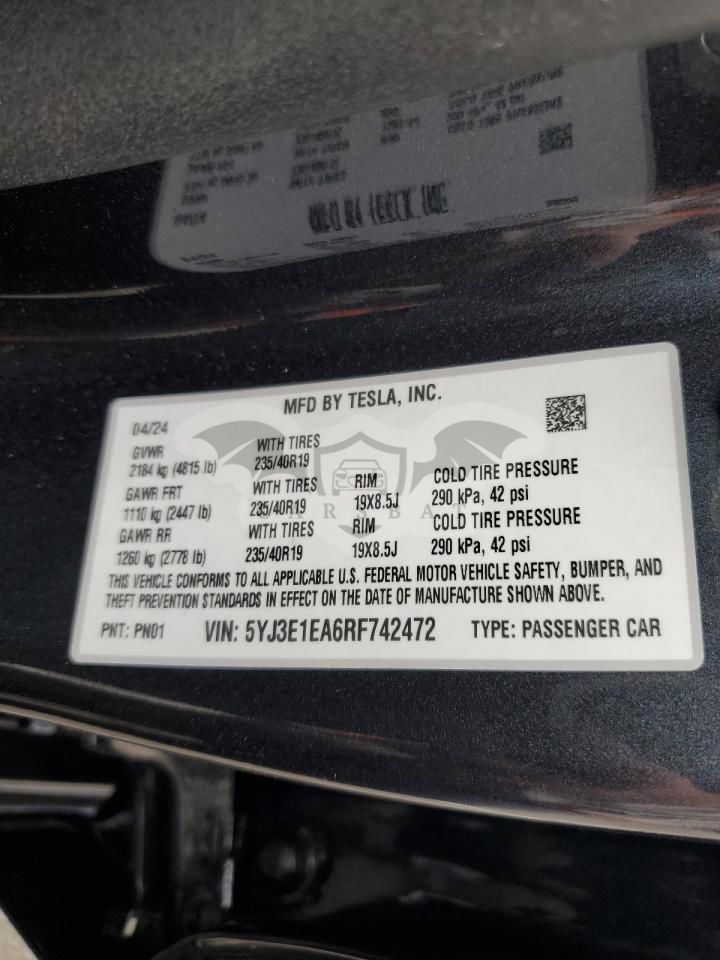 MFD BY TESLA, INC.
04/24
GVWR
2184 kg (4815 lb)
WITH TIRES
235/40R19
GAWR FRT
1110 kg (2447 lb)
WITH TIRES
235/40R19
RIM
19X8.5J
COLD TIRE PRESSURE
290 kPa, 42 psi
GAWR RR
1260 kg (2778 lb)
WITH TIRES
235/40R19
RIM
19X8.5J
COLD TIRE PRESSURE
290 kPa, 42 psi
THIS VEHICLE CONFORMS TO ALL APPLICABLE U.S. FEDERAL MOTOR VEHICLE SAFETY, BUMPER, AND
THEFT PREVENTION STANDARDS IN EFFECT ON THE DATE OF MANUFACTURE SHOWN ABOVE.
PNT: PN01 VIN: 5YJ3E1EA6RF742472 TYPE: PASSENGER CAR